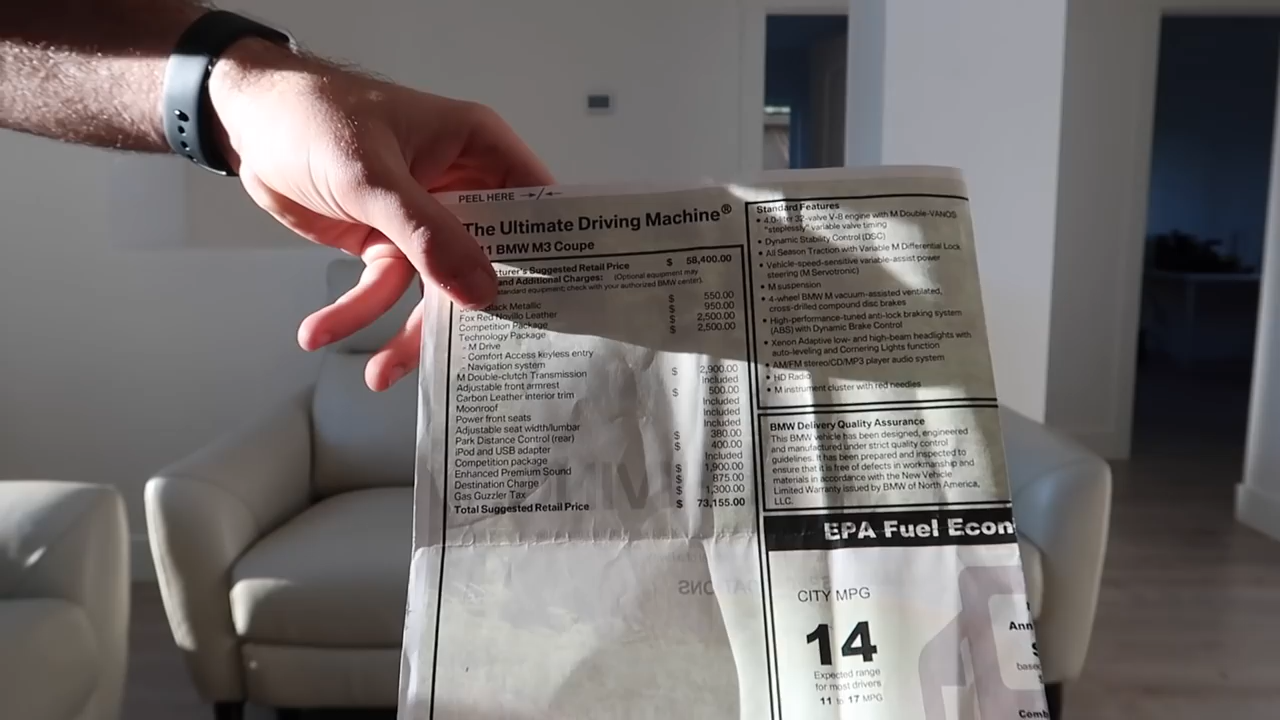 PEEL HERE
The Ultimate Driving Machine®
11 BMW M3 Coupe
cturer's Suggested Retail Price $ 58,400.00
and Additional Charges: (Optional equipment may
standard equipment; check with your authorized BMW center).
Black Metallic $ 550.00
Fox Red Novillo Leather $ 950.00
Competition Package $ 2,500.00
Technology Package $ 2,500.00
- M Drive
- Comfort Access keyless entry
- Navigation system
M Double-clutch Transmission $ 2,900.00
Adjustable front armrest Included
Carbon Leather interior trim $ 500.00
Moonroof Included
Power front seats Included
Adjustable seat width/lumbar Included
Park Distance Control (rear) $ 380.00
iPod and USB adapter $ 400.00
Competition package Included
Enhanced Premium Sound $ 1,900.00
Destination Charge $ 875.00
Gas Guzzler Tax $ 1,300.00
Total Suggested Retail Price $ 73,155.00
Standard Features
• 4.0-liter 32-valve V-8 engine with M Double-VANOS
"steplessly" variable valve timing
• Dynamic Stability Control (DSC)
• All Season Traction with Variable M Differential Lock
• Vehicle-speed-sensitive variable-assist power
steering (M Servotronic)
• M suspension
• 4-wheel BMW M vacuum-assisted ventilated,
cross-drilled compound disc brakes
• High-performance-tuned anti-lock braking system
(ABS) with Dynamic Brake Control
• Xenon Adaptive low- and high-beam headlights with
auto-leveling and Cornering Lights function
• AM/FM stereo/CD/MP3 player audio system
• HD Radio
• M instrument cluster with red needles
BMW Delivery Quality Assurance
This BMW vehicle has been designed, engineered
and manufactured under strict quality control
guidelines. It has been prepared and inspected to
ensure that it is free of defects in workmanship and
materials in accordance with the New Vehicle
Limited Warranty issued by BMW of North America,
LLC.
EPA Fuel Econ
CITY MPG
14
Expected range
for most drivers
11 to 17 MPG
Ann
$
base
Comb